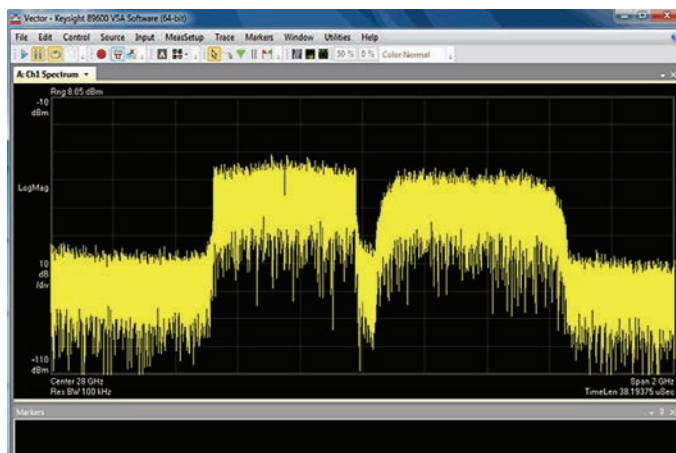 Vector - Keysight 89600 VSA Software (64-bit)
File Edit Control Source Input MeasSetup Trace Markers Window Utilities Help
50 % 0 % Color Normal
A: Ch1 Spectrum
Rng 8.05 dBm
-10
dBm
LogMag
10
dB
/div
-110
dBm
Center 28 GHz
Span 2 GHz
Res BW 100 kHz
TimeLen 38.19375 uSec
Markers